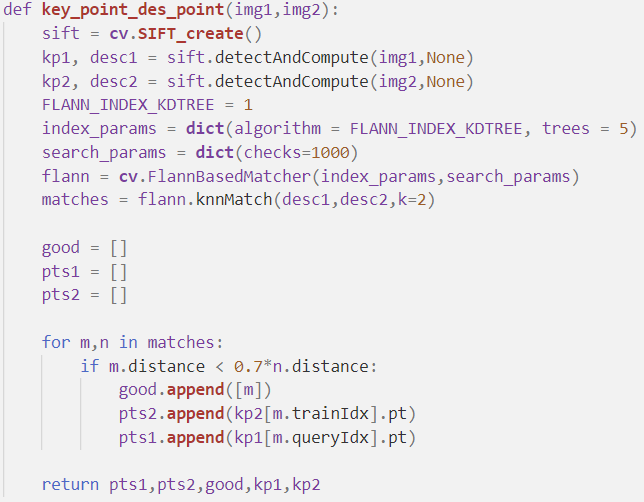 def key_point_des_point(img1,img2):
    sift = cv.SIFT_create()
    kp1, desc1 = sift.detectAndCompute(img1,None)
    kp2, desc2 = sift.detectAndCompute(img2,None)
    FLANN_INDEX_KDTREE = 1
    index_params = dict(algorithm = FLANN_INDEX_KDTREE, trees = 5)
    search_params = dict(checks=1000)
    flann = cv.FlannBasedMatcher(index_params,search_params)
    matches = flann.knnMatch(desc1,desc2,k=2)

    good = []
    pts1 = []
    pts2 = []

    for m,n in matches:
        if m.distance < 0.7*n.distance:
            good.append([m])
            pts2.append(kp2[m.trainIdx].pt)
            pts1.append(kp1[m.queryIdx].pt)

    return pts1,pts2,good,kp1,kp2